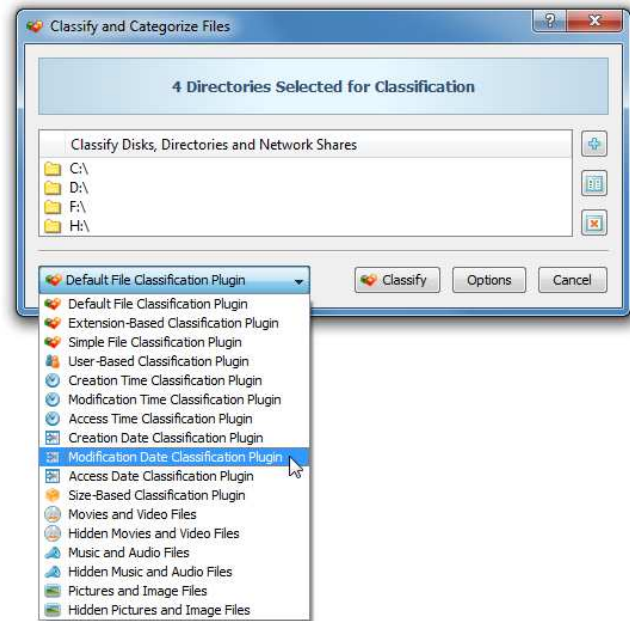 Classify and Categorize Files
?
4 Directories Selected for Classification
Classify Disks, Directories and Network Shares
C:\
D:\
F:\
H:\
Default File Classification Plugin
Classify
Options
Cancel
Default File Classification Plugin
Extension-Based Classification Plugin
Simple File Classification Plugin
User-Based Classification Plugin
Creation Time Classification Plugin
Modification Time Classification Plugin
Access Time Classification Plugin
Creation Date Classification Plugin
Modification Date Classification Plugin
Access Date Classification Plugin
Size-Based Classification Plugin
Movies and Video Files
Hidden Movies and Video Files
Music and Audio Files
Hidden Music and Audio Files
Pictures and Image Files
Hidden Pictures and Image Files